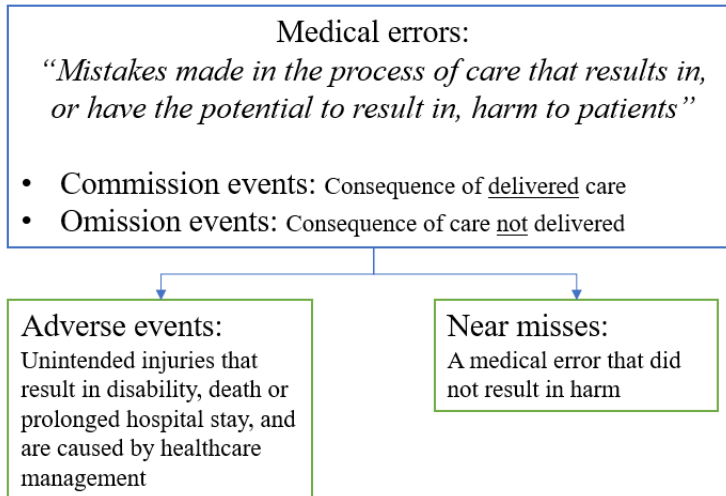 Medical errors:
“Mistakes made in the process of care that results in,
or have the potential to result in, harm to patients”
• Commission events: Consequence of delivered care
• Omission events: Consequence of care not delivered
Adverse events:
Unintended injuries that
result in disability, death or
prolonged hospital stay, and
are caused by healthcare
management
Near misses:
A medical error that did
not result in harm